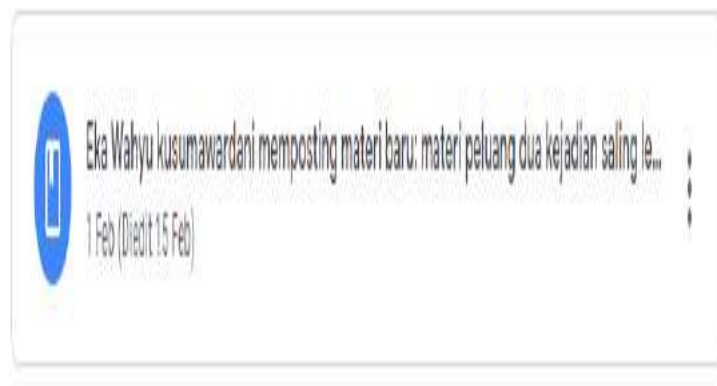 Eka Wahyu kusumawardani memposting materi baru: materi peluang dua kejadian saling le...
1 Feb (Diedit 15 Feb)